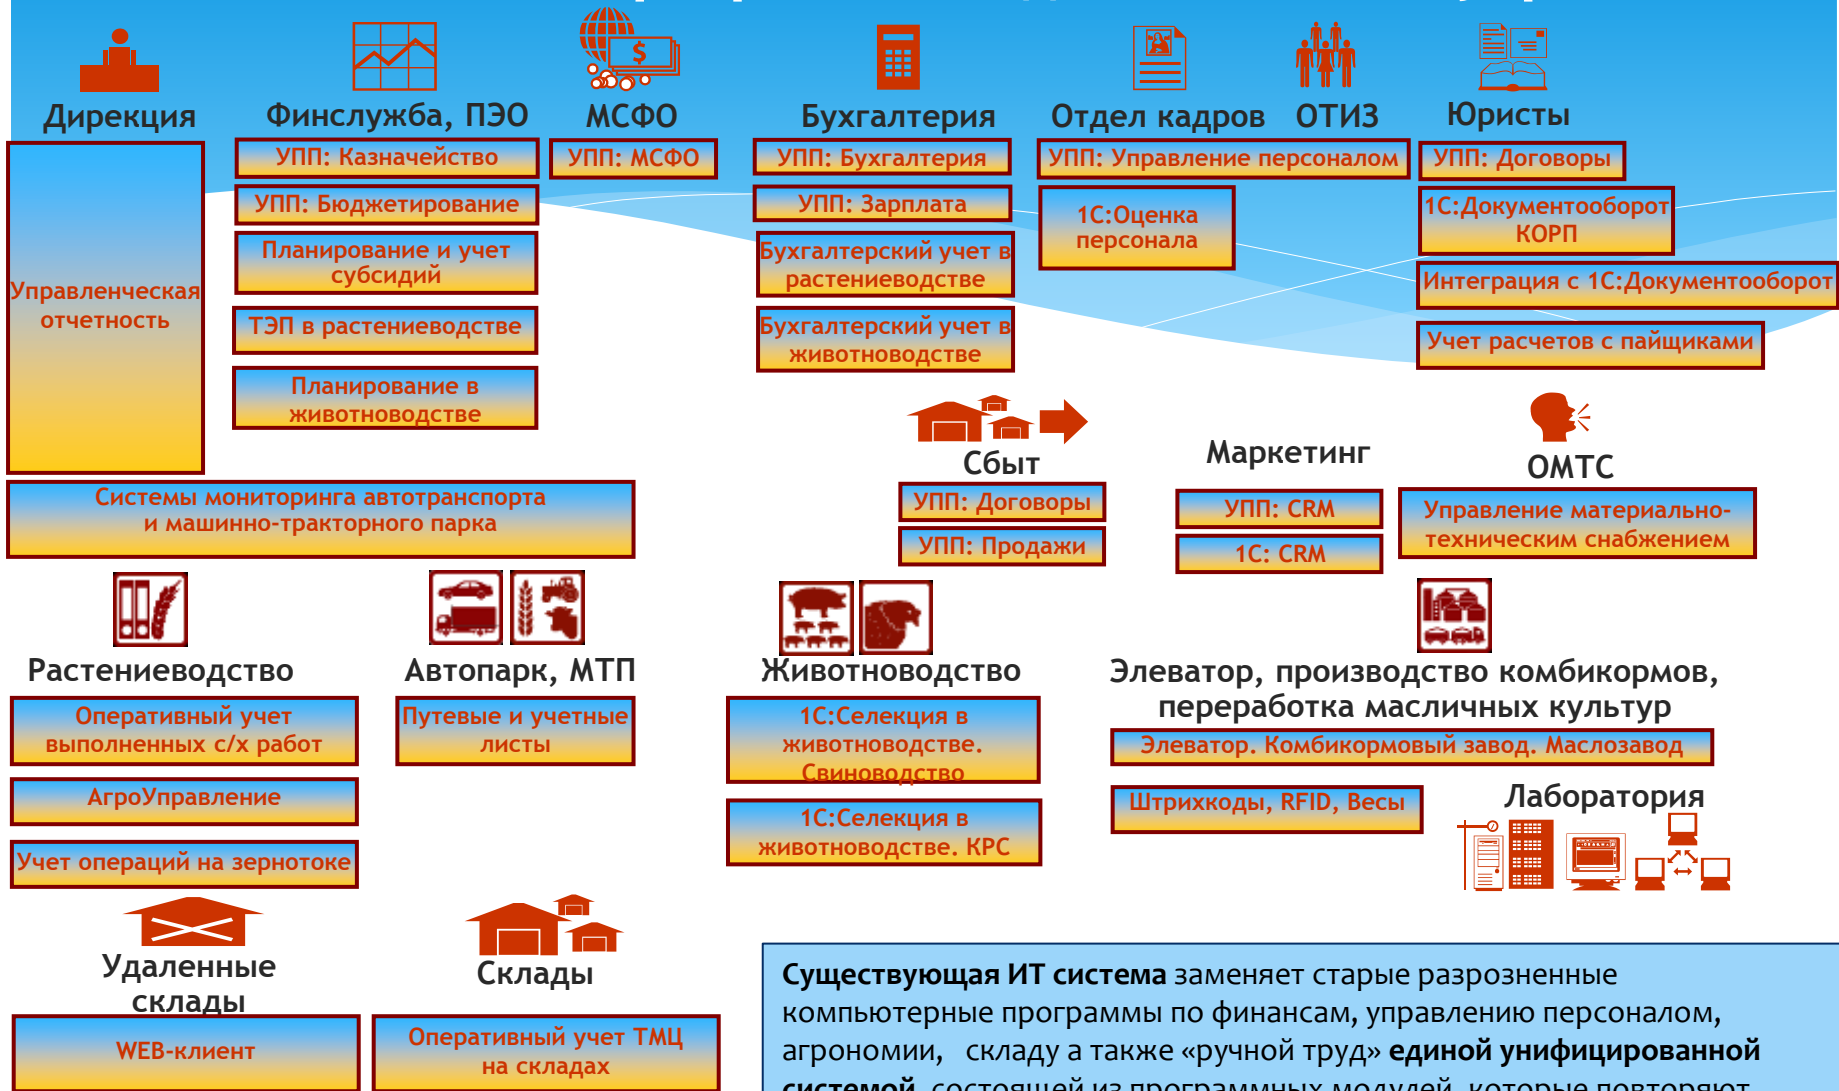 Дирекция
Финслужба, ПЭО
МСФО
Бухгалтерия
Отдел кадров
ОТИЗ
Юристы
Управленческая
отчетность
УПП: Казначейство
УПП: Бюджетирование
Планирование и учет
субсидий
ТЭП в растениеводстве
Планирование в
животноводстве
УПП: МСФО
УПП: Бухгалтерия
УПП: Зарплата
Бухгалтерский учет в
растениеводстве
Бухгалтерский учет в
животноводстве
УПП: Управление персоналом
1С:Оценка
персонала
УПП: Договоры
1С:Документооборот
КОРП
Интеграция с 1С:Документооборот
Учет расчетов с пайщиками
Системы мониторинга автотранспорта
и машинно-тракторного парка
Сбыт
УПП: Договоры
УПП: Продажи
Маркетинг
УПП: CRM
1С: CRM
ОМТС
Управление материально-
техническим снабжением
Растениеводство
Оперативный учет
выполненных с/х работ
АгроУправление
Учет операций на зернотоке
Автопарк, МТП
Путевые и учетные
листы
Животноводство
1С:Селекция в
животноводстве.
Свиноводство
1С:Селекция в
животноводстве. КРС
Элеватор, производство комбикормов,
переработка масличных культур
Элеватор. Комбикормовый завод. Маслозавод
Штрихкоды, RFID, Весы
Лаборатория
Удаленные
склады
WEB-клиент
Склады
Оперативный учет ТМЦ
на складах
$
Существующая ИТ система заменяет старые разрозненные
компьютерные программы по финансам, управлению персоналом,
агрономии, складу а также «ручной труд» единой унифицированной
системой, состоящей из программных модулей, которые повторяют